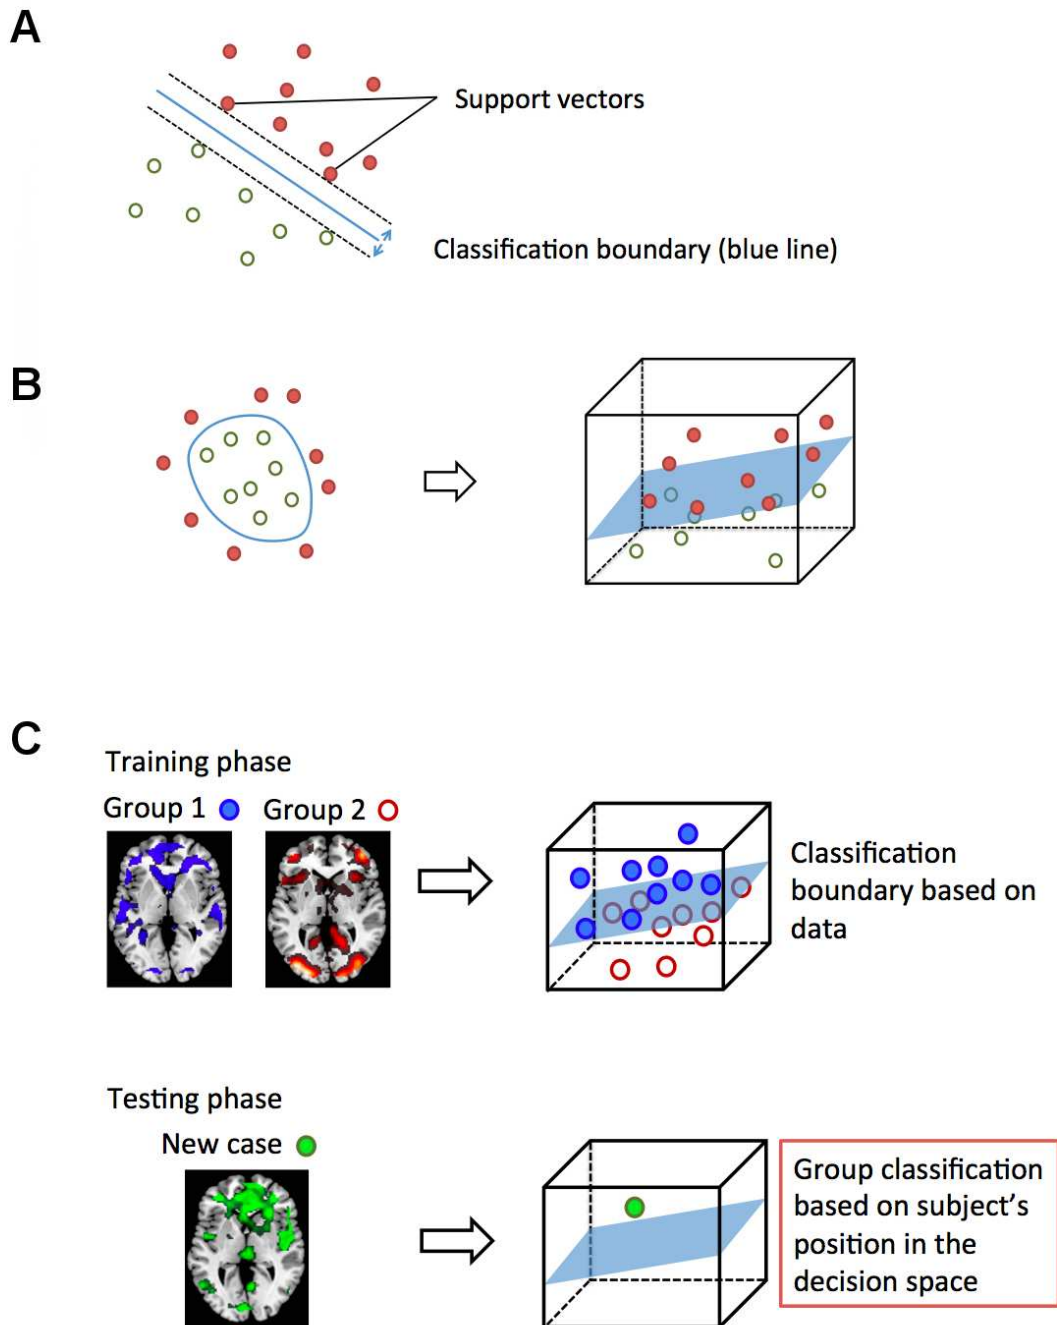 A
Support vectors
Classification boundary (blue line)
B
C
Training phase
Group 1
Group 2
Classification
boundary based on
data
Testing phase
New case
Group classification
based on subject's
position in the
decision space